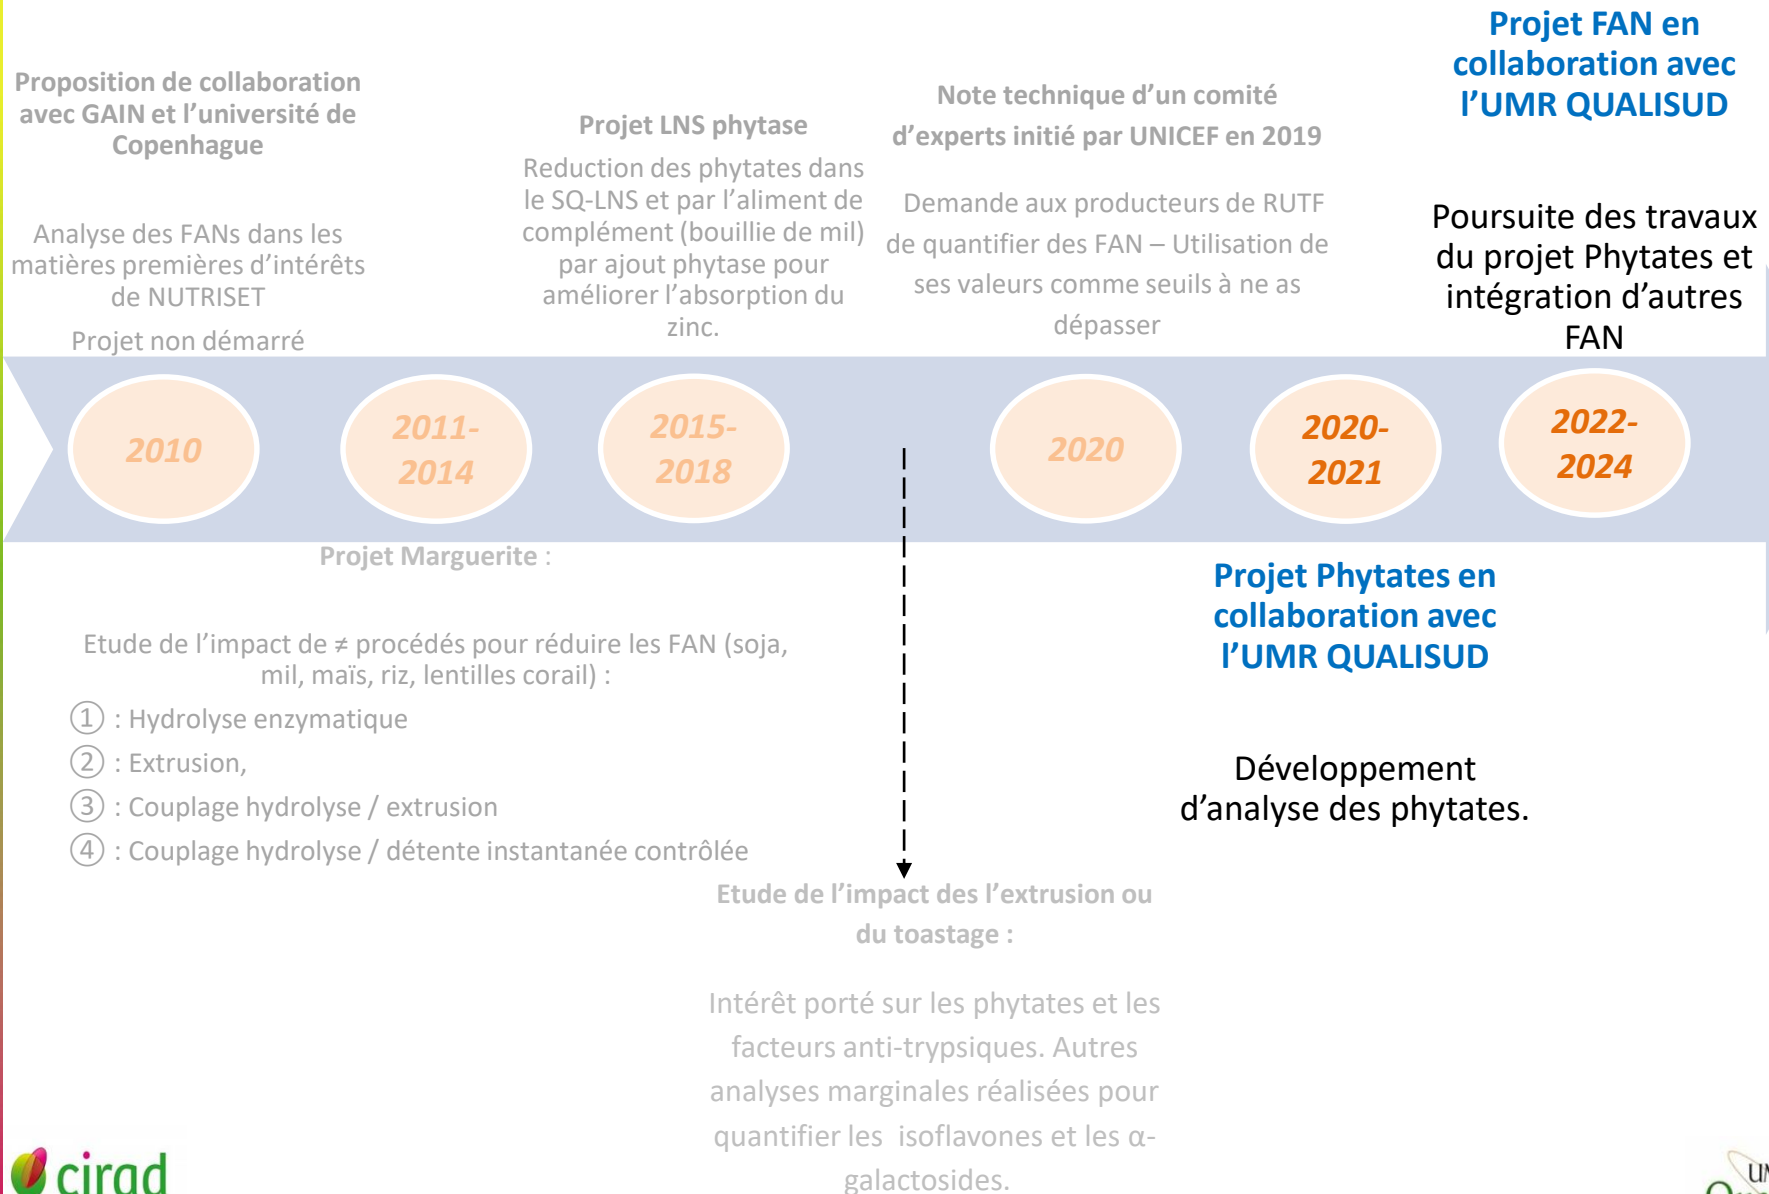 Proposition de collaboration
avec GAIN et l’université de
Copenhague
Analyse des FANs dans les
matières premières d’intérêts
de NUTRISET
Projet non démarré
Projet LNS phytase
Reduction des phytates dans
le SQ-LNS et par l’aliment de
complément (bouillie de mil)
par ajout phytase pour
améliorer l’absorption du
zinc.
Note technique d’un comité
d’experts initié par UNICEF en 2019
Demande aux producteurs de RUTF
de quantifier des FAN – Utilisation de
ses valeurs comme seuils à ne as
dépasser
Projet FAN en
collaboration avec
l’UMR QUALISUD
Poursuite des travaux
du projet Phytates et
intégration d’autres
FAN
2010
2011-
2014
2015-
2018
2020
2020-
2021
2022-
2024
Projet Marguerite :
Etude de l’impact de ≠ procédés pour réduire les FAN (soja,
mil, maïs, riz, lentilles corail) :
① : Hydrolyse enzymatique
② : Extrusion,
③ : Couplage hydrolyse / extrusion
④ : Couplage hydrolyse / détente instantanée contrôlée
Etude de l’impact des l’extrusion ou
du toastage :
Intérêt porté sur les phytates et les
facteurs anti-trypsiques. Autres
analyses marginales réalisées pour
quantifier les isoflavones et les α-
galactosides.
Projet Phytates en
collaboration avec
l’UMR QUALISUD
Développement
d’analyse des phytates.
cirad